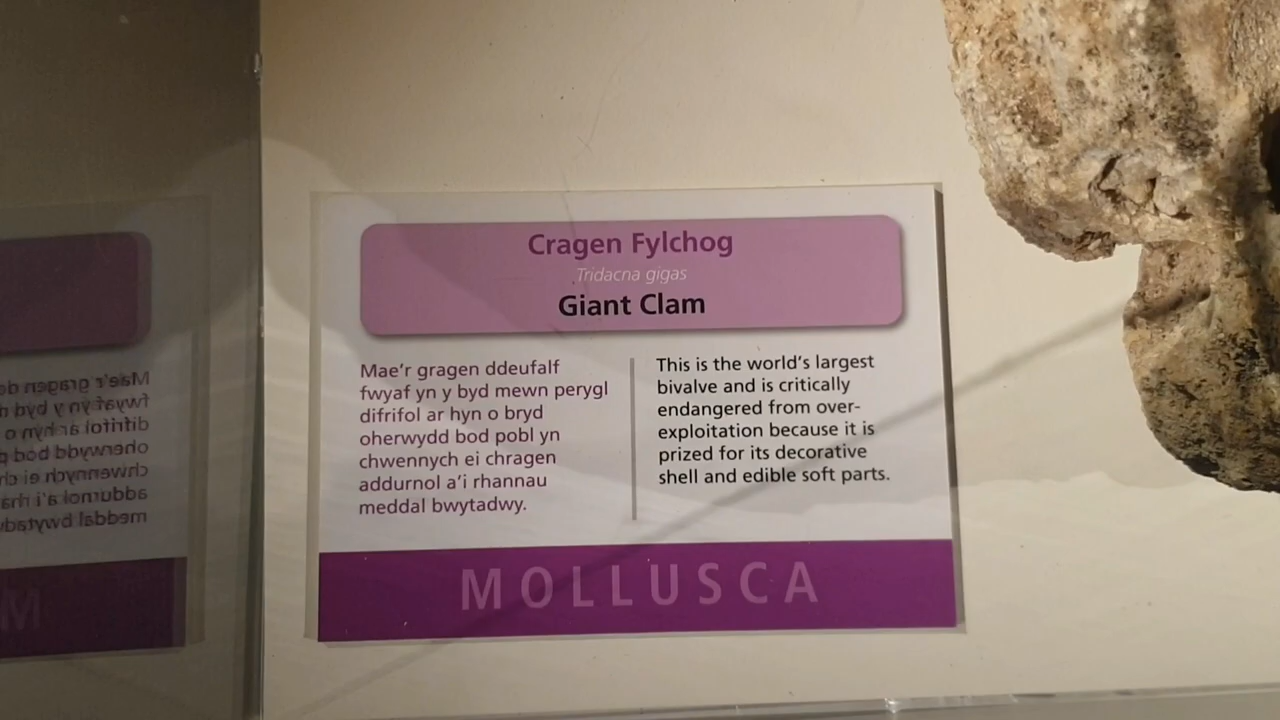 Cragen Fylchog
Tridacna gigas
Giant Clam
Mae'r gragen ddeufalf
fwyaf yn y byd mewn perygl
difrifol ar hyn o bryd
oherwydd bod pobl yn
chwennych ei chragen
addurnol a'i rhannau
meddal bwytadwy.
This is the world's largest
bivalve and is critically
endangered from over-
exploitation because it is
prized for its decorative
shell and edible soft parts.
MOLLUSCA